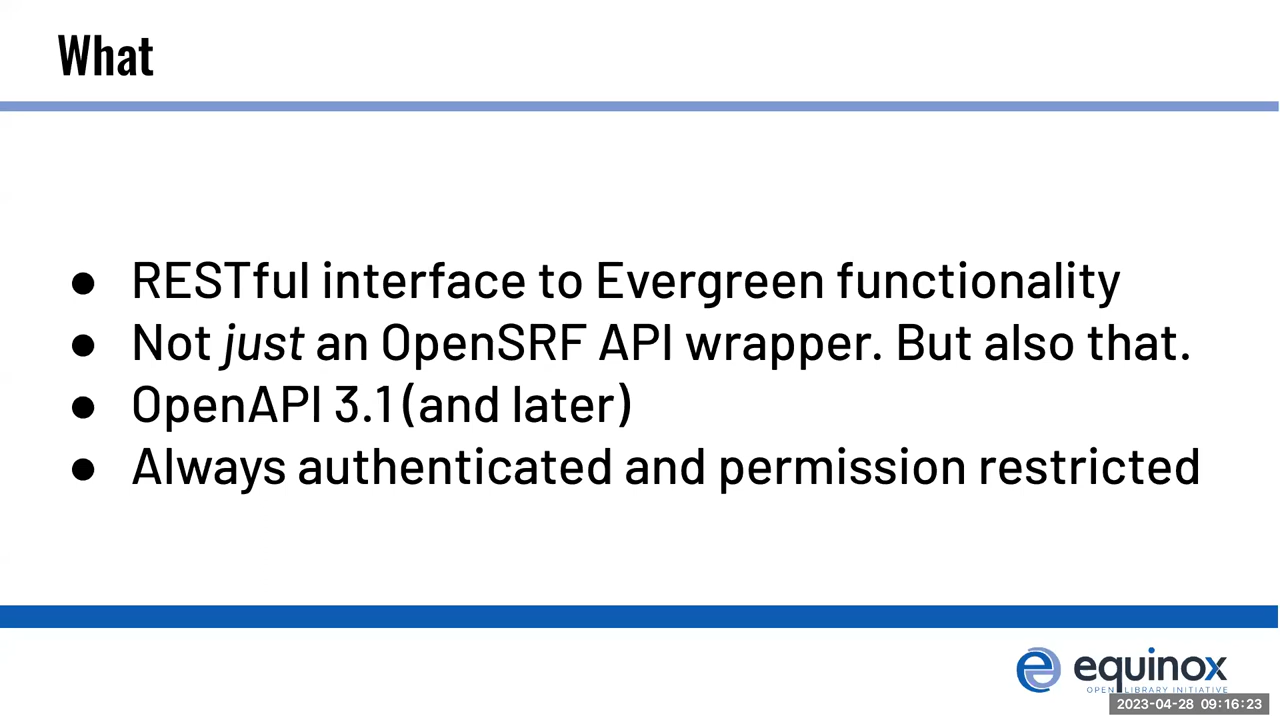 What
● RESTful interface to Evergreen functionality
● Not just an OpenSRF API wrapper. But also that.
● OpenAPI 3.1 (and later)
● Always authenticated and permission restricted
equinox
OPEN LIBRARY INITIATIVE
2023-04-28 09:16:23